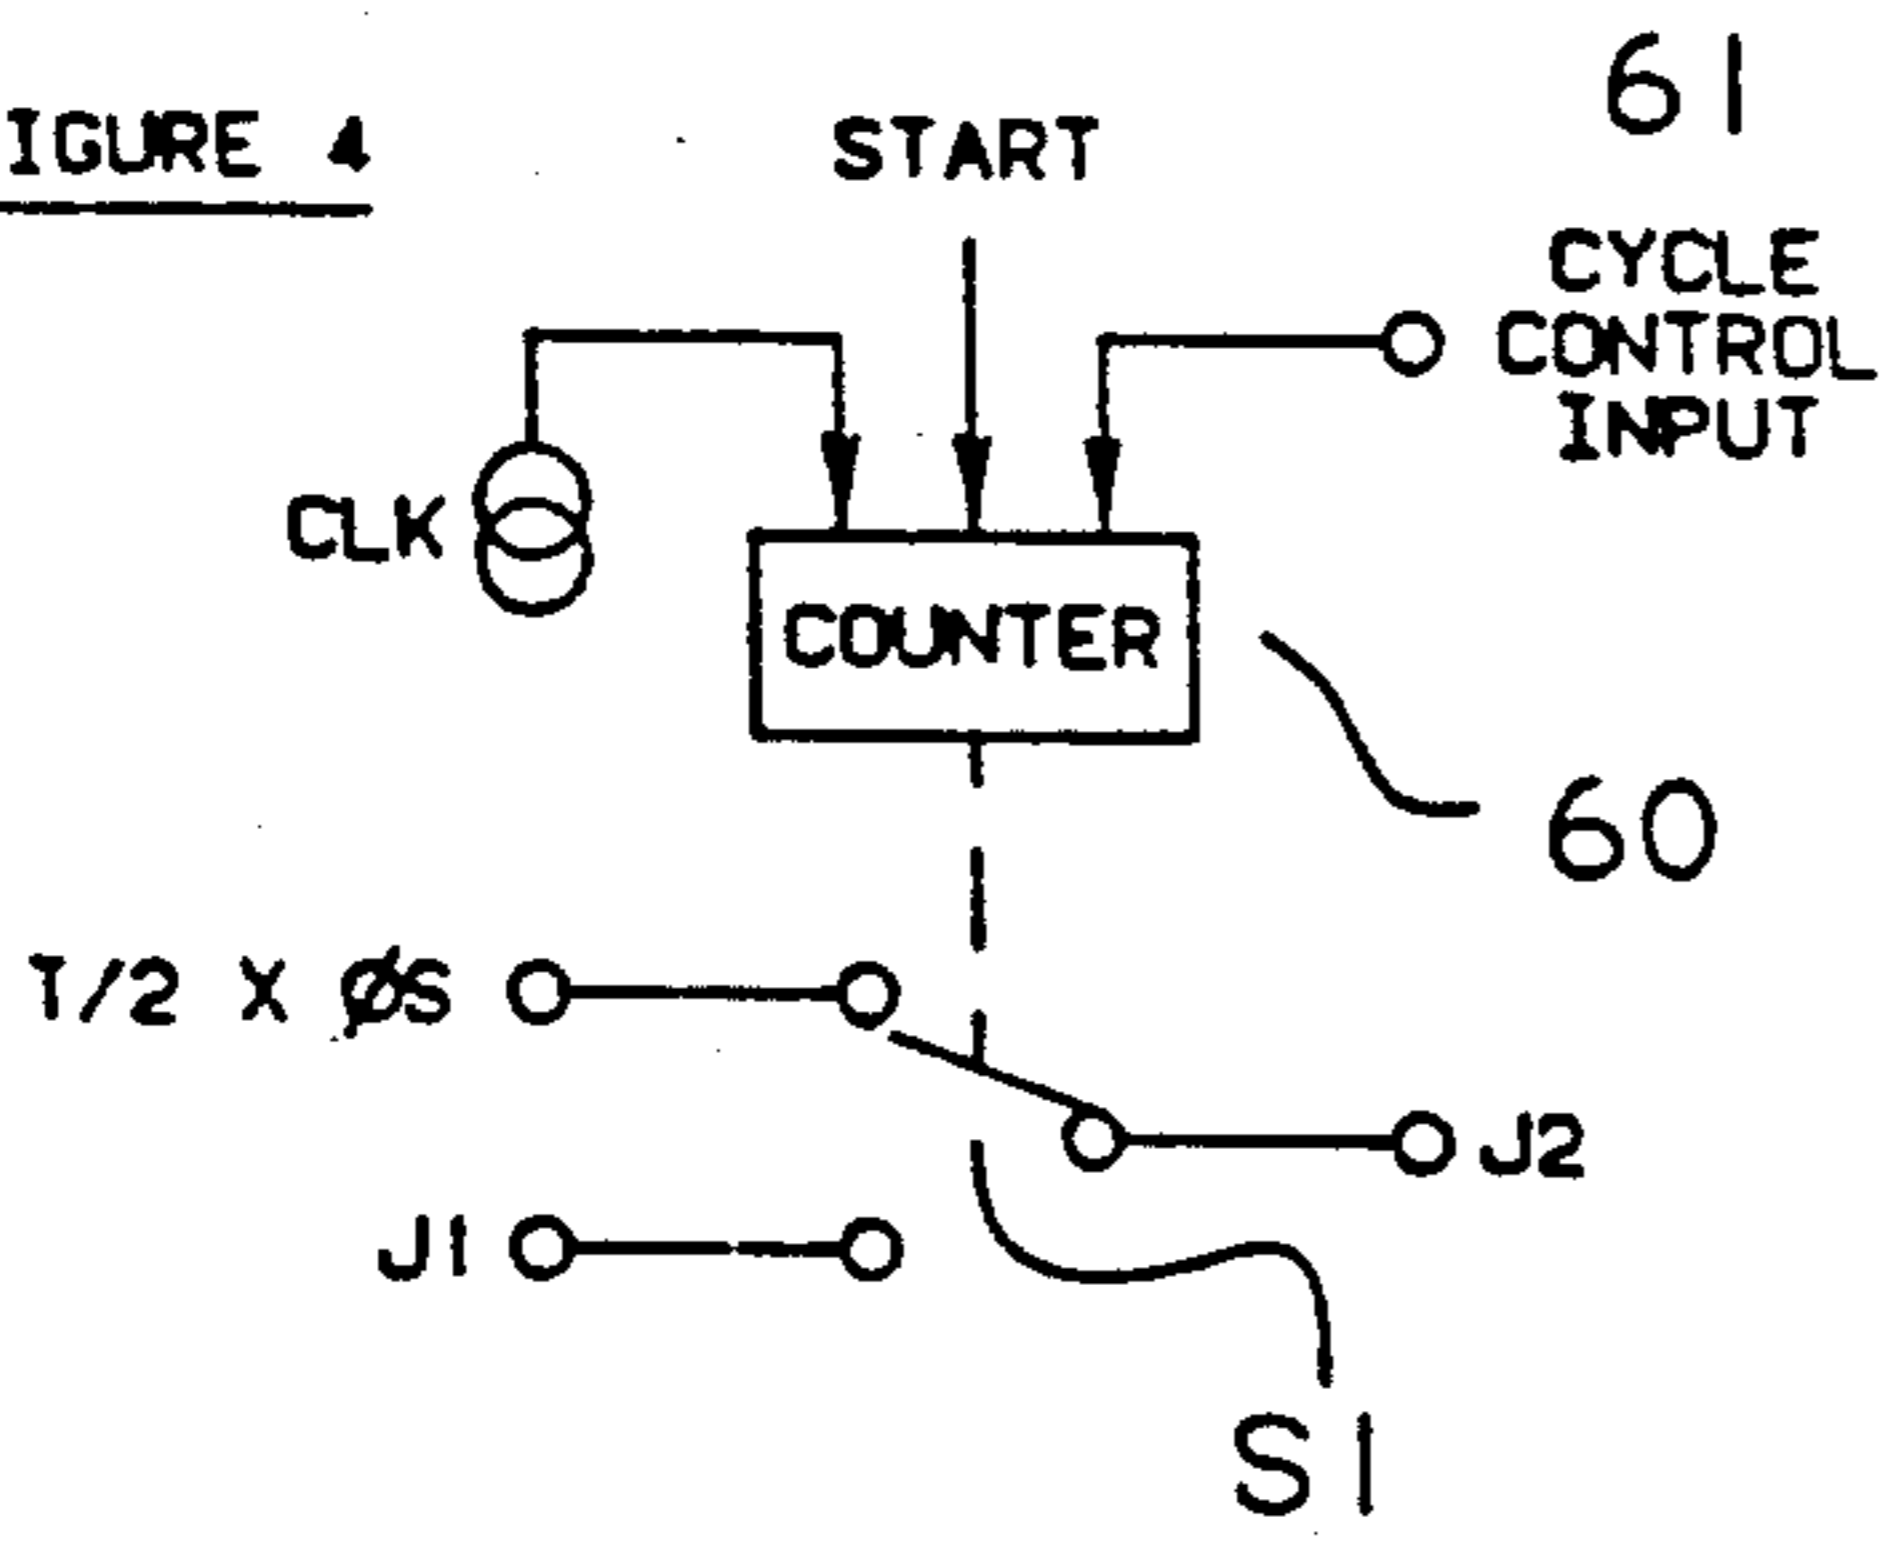 IGURE 4
START
61
CYCLE
CONTROL
INPUT
CLK
COUNTER
60
T/2 X ØS
J2
J1
S1